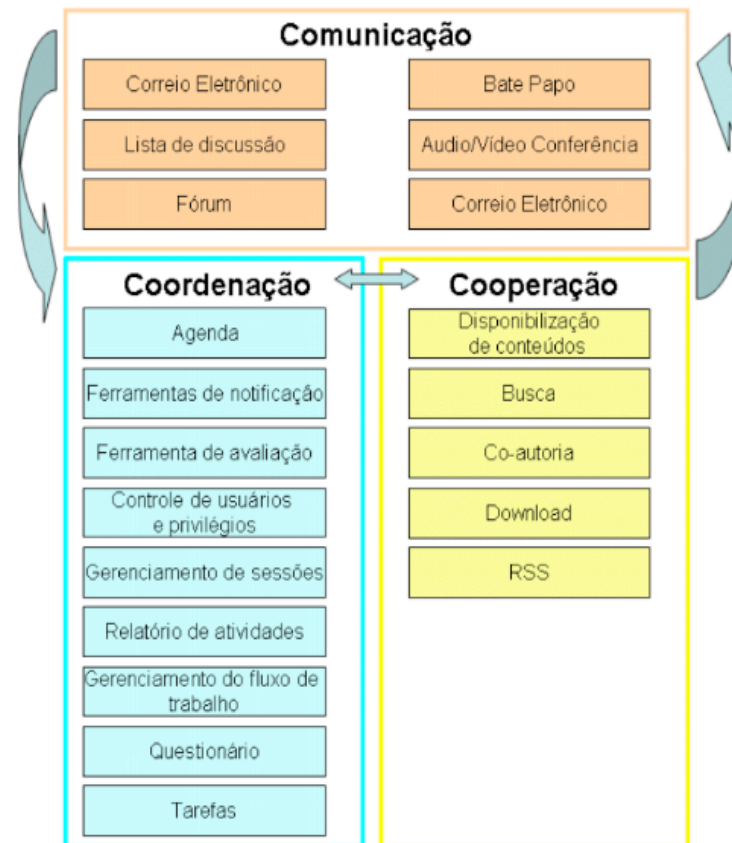 Comunicação
Correio Eletrônico
Bate Papo
Lista de discussão
Audio/Vídeo Conferência
Fórum
Correio Eletrônico
Coordenação
Agenda
Ferramentas de notificação
Ferramenta de avaliação
Controle de usuários
e privilégios
Gerenciamento de sessões
Relatório de atividades
Gerenciamento do fluxo de
trabalho
Questionário
Tarefas
Cooperação
Disponibilização
de conteúdos
Busca
Co-autoria
Download
RSS